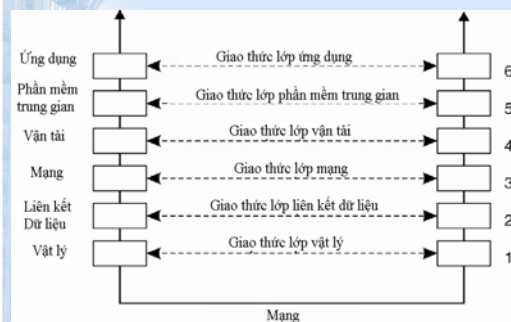 Ứng dụng
Giao thức lớp ứng dụng
6
Phần mềm
trung gian
Giao thức lớp phần mềm trung gian
5
Vận tải
Giao thức lớp vận tải
4
Mạng
Giao thức lớp mạng
3
Liên kết
Dữ liệu
Giao thức lớp liên kết dữ liệu
2
Vật lý
Giao thức lớp vật lý
1
Mạng